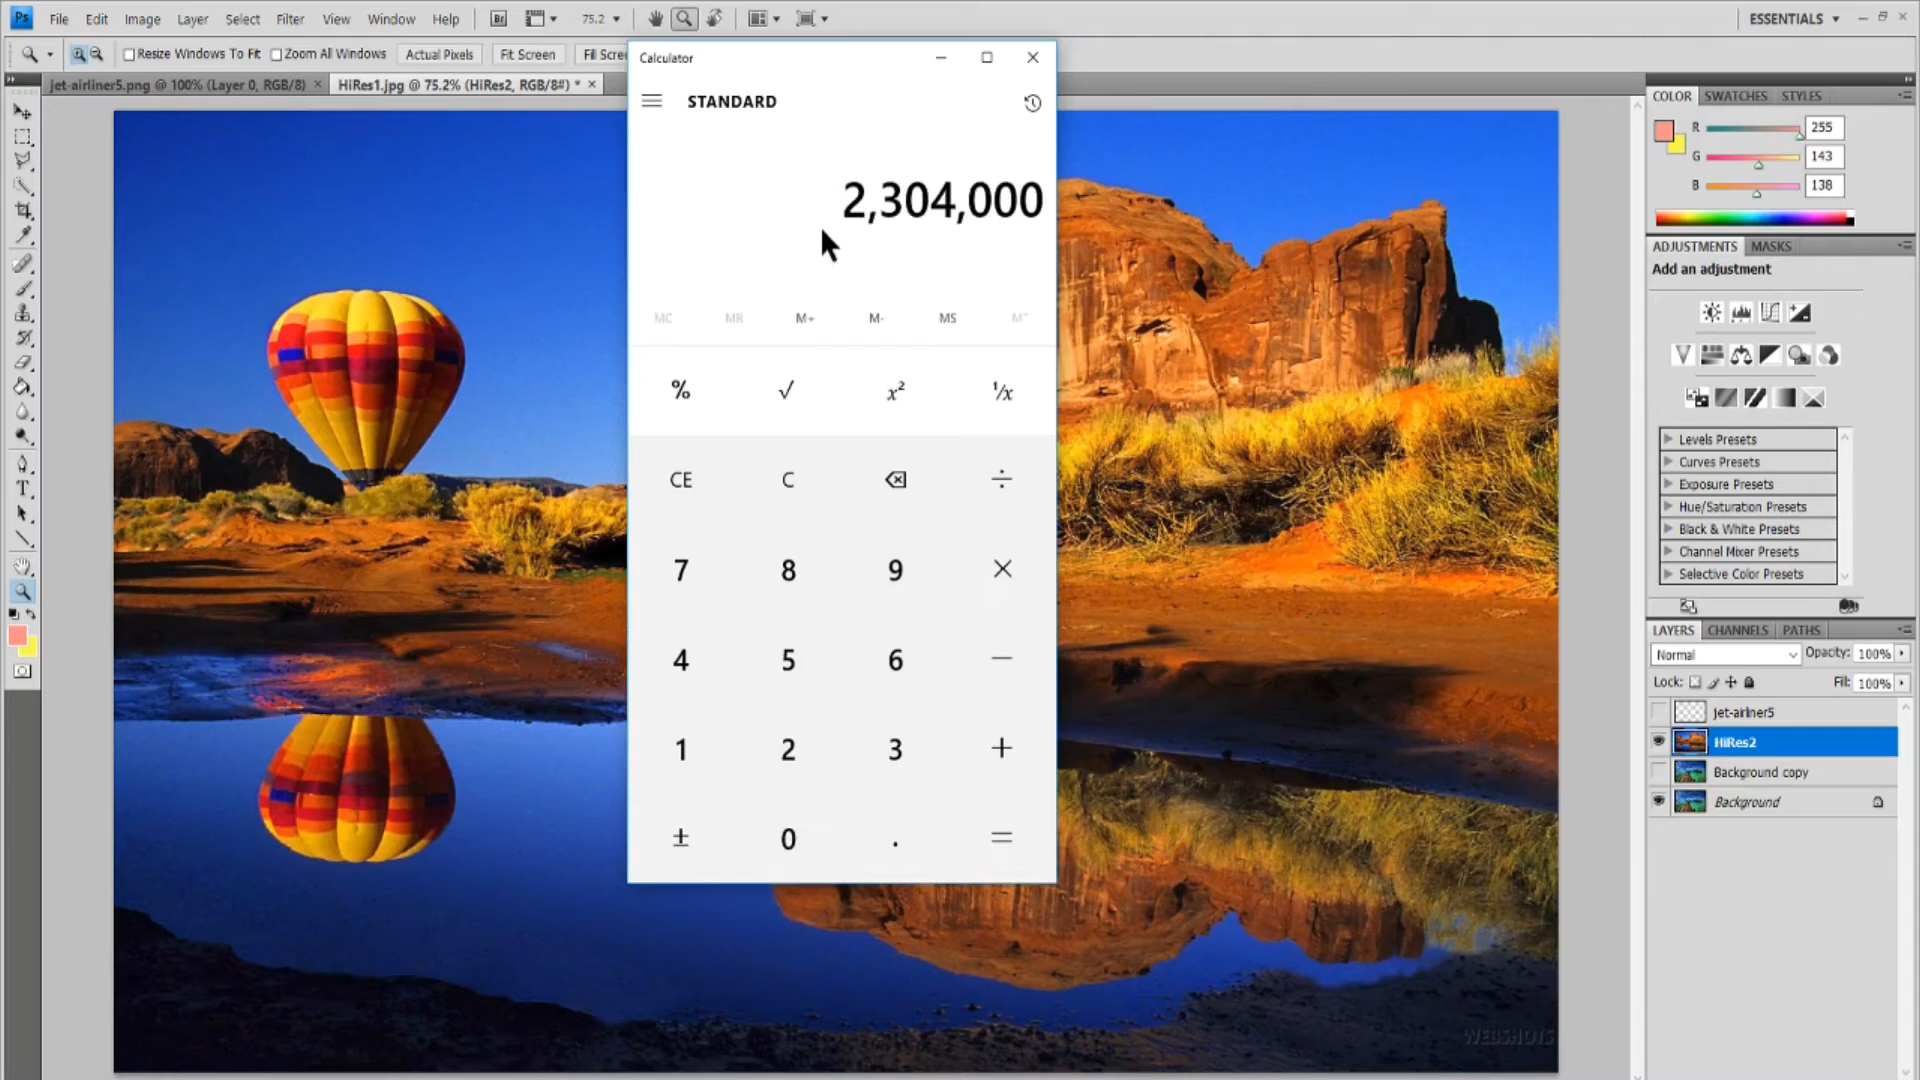 Ps File Edit Image Layer Select Filter View Window Help Br 75.2 ESSENTIALS
Resize Windows To Fit Zoom All Windows Actual Pixels Fit Screen Fill Scre
jet-airliner5.png @ 100% (Layer 0, RGB/8) × HiRes1.jpg @ 75.2% (HiRes2, RGB/8#) * ×
Calculator
STANDARD
2,304,000
MC MR M+ M- MS M˅
% √ x² ¹/x
CE C ÷
7 8 9 ×
4 5 6 −
1 2 3 +
± 0 . =
WEBSHOTS
COLOR SWATCHES STYLES
R 255
G 143
B 138
ADJUSTMENTS MASKS
Add an adjustment
Levels Presets
Curves Presets
Exposure Presets
Hue/Saturation Presets
Black & White Presets
Channel Mixer Presets
Selective Color Presets
LAYERS CHANNELS PATHS
Normal Opacity: 100%
Lock: Fill: 100%
jet-airliner5
HiRes2
Background copy
Background